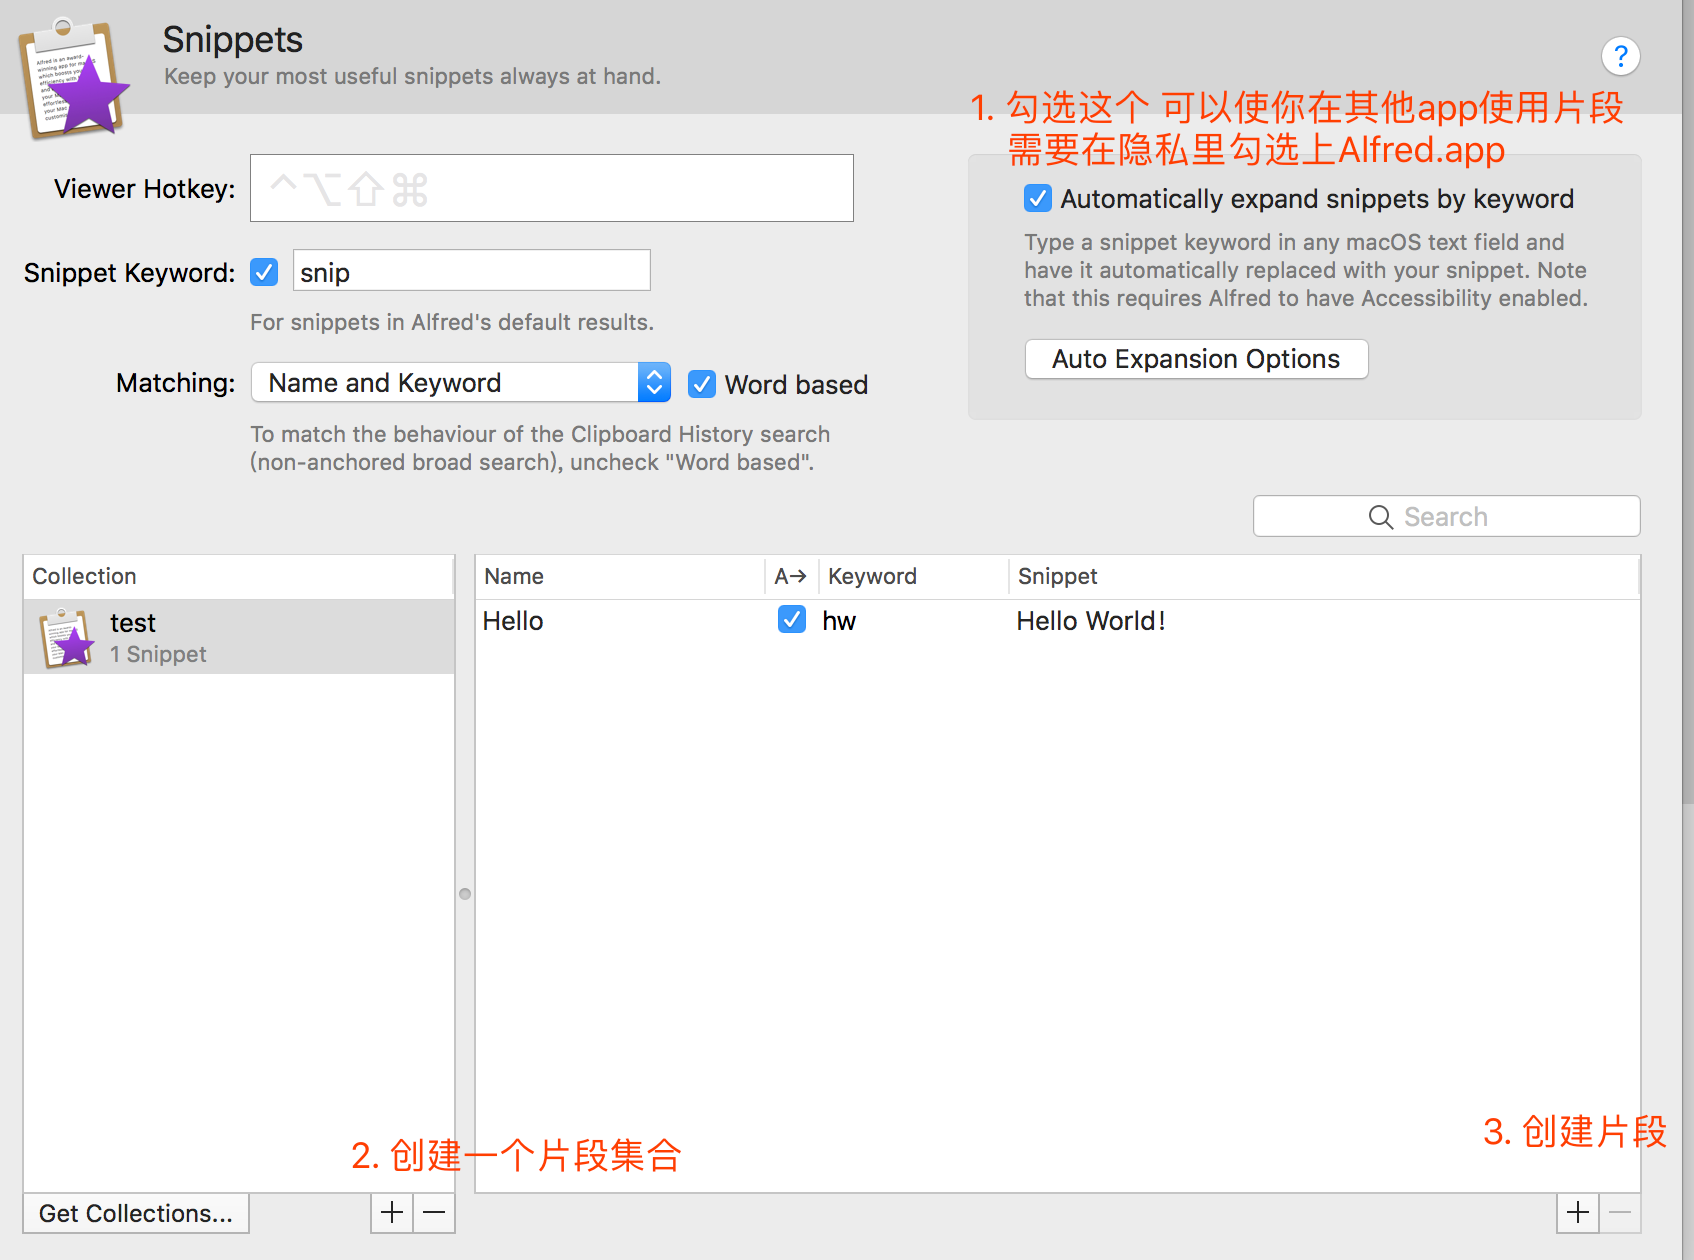 Snippets
Keep your most useful snippets always at hand.
?
1. 勾选这个 可以使你在其他app使用片段
需要在隐私里勾选上Alfred.app
Viewer Hotkey: ^⌥⇧⌘
Automatically expand snippets by keyword
Type a snippet keyword in any macOS text field and
have it automatically replaced with your snippet. Note
that this requires Alfred to have Accessibility enabled.
Auto Expansion Options
Snippet Keyword: snip
For snippets in Alfred's default results.
Matching: Name and Keyword Word based
To match the behaviour of the Clipboard History search
(non-anchored broad search), uncheck "Word based".
Search
Collection
test
1 Snippet
Name A→ Keyword Snippet
Hello hw Hello World!
2. 创建一个片段集合
3. 创建片段
Get Collections... + −
+ −